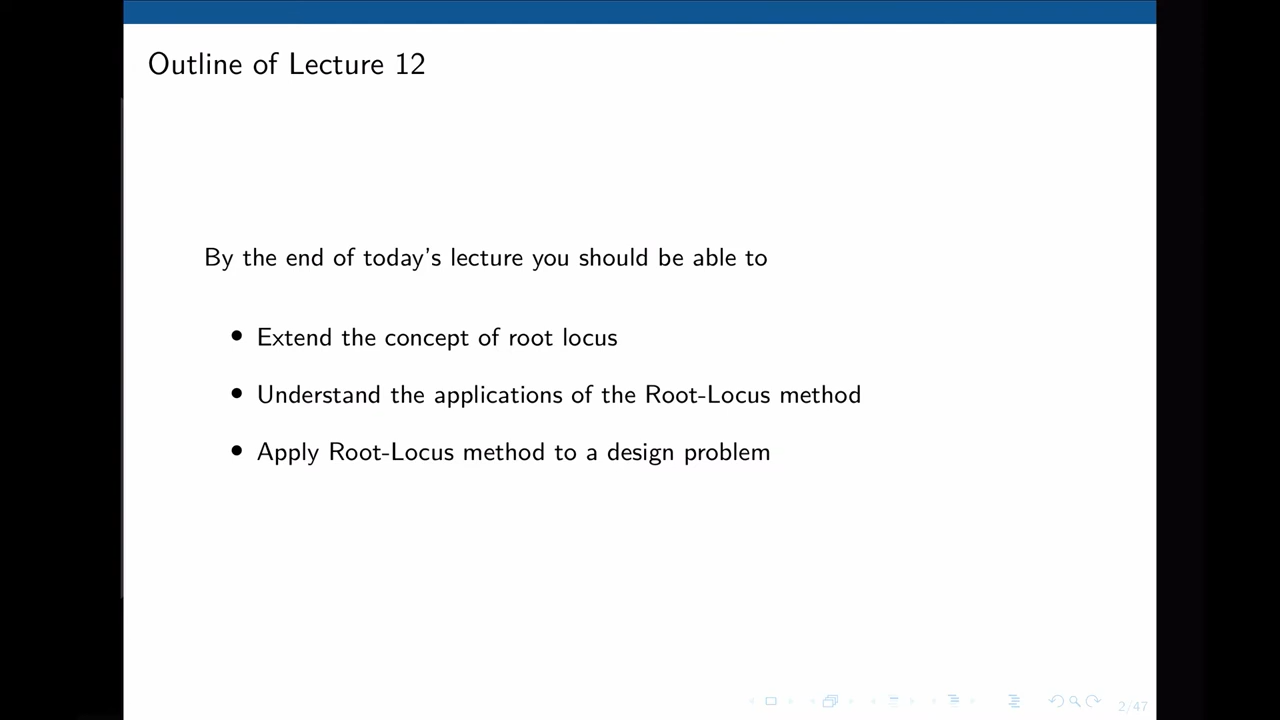 Outline of Lecture 12
By the end of today's lecture you should be able to
• Extend the concept of root locus
• Understand the applications of the Root-Locus method
• Apply Root-Locus method to a design problem
2/47